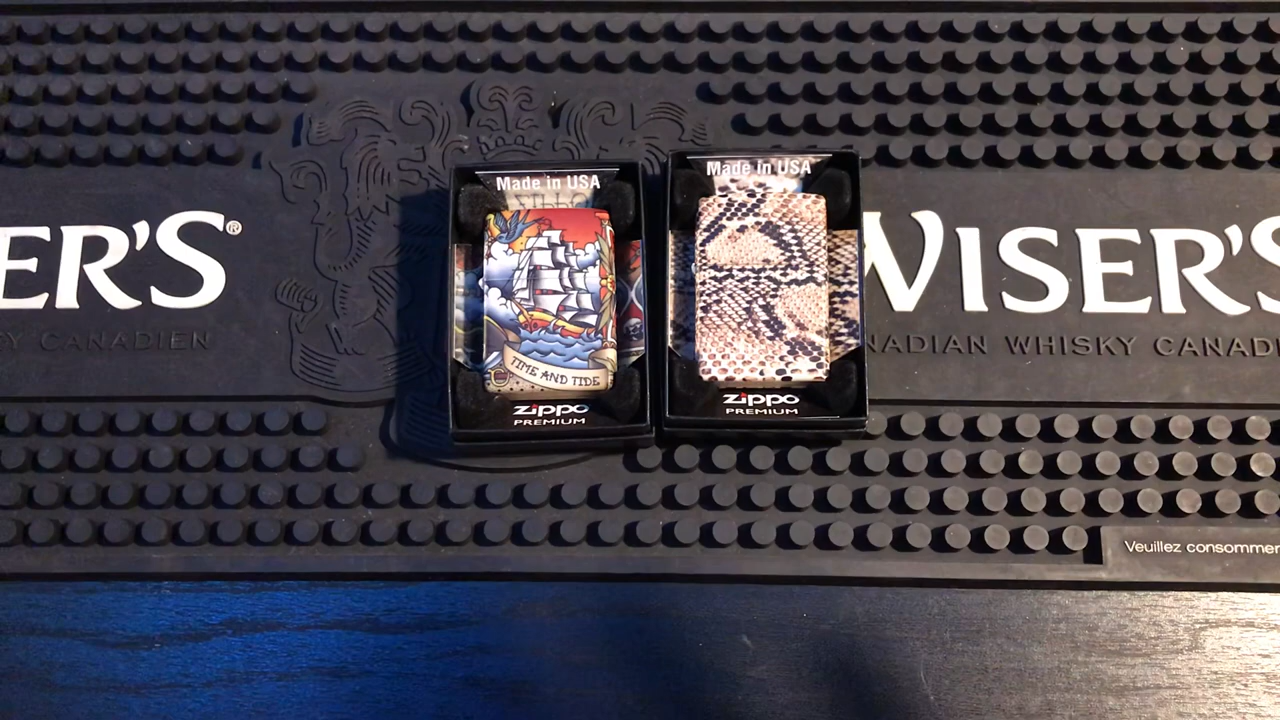 ER'S®
Y CANADIEN
Made in USA
TIME AND TIDE
Zippo
PREMIUM
Made in USA
Zippo
PREMIUM
WISER'S
NADIAN WHISKY CANADI
Veuillez consommer